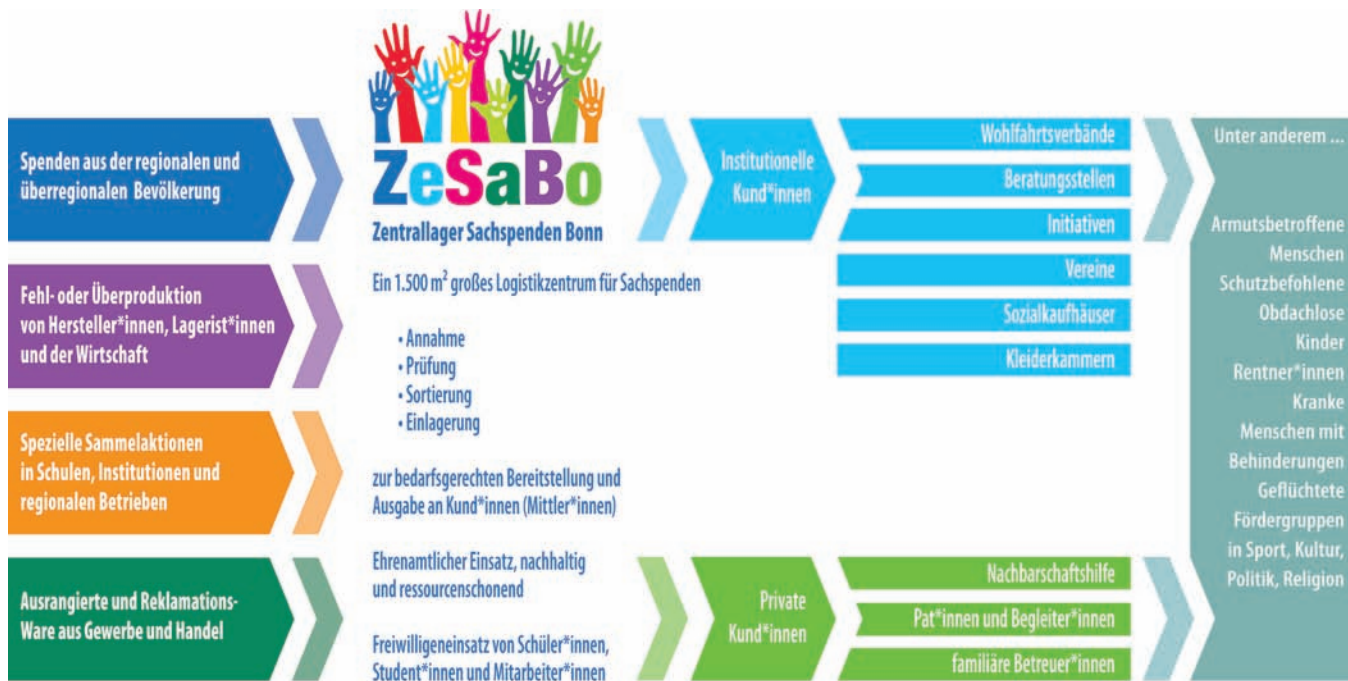 Spenden aus der regionalen und
überregionalen Bevölkerung
Fehl- oder Überproduktion
von Hersteller*innen, Lagerist*innen
und der Wirtschaft
Spezielle Sammelaktionen
in Schulen, Institutionen und
regionalen Betrieben
Ausrangierte und Reklamations-
Ware aus Gewerbe und Handel
ZeSaBo
Zentrallager Sachspenden Bonn
Ein 1.500 m² großes Logistikzentrum für Sachspenden
• Annahme
• Prüfung
• Sortierung
• Einlagerung
zur bedarfsgerechten Bereitstellung und
Ausgabe an Kund*innen (Mittler*innen)
Ehrenamtlicher Einsatz, nachhaltig
und ressourcenschonend
Freiwilligeneinsatz von Schüler*innen,
Student*innen und Mitarbeiter*innen
Institutionelle
Kund*innen
Wohlfahrtsverbände
Beratungsstellen
Initiativen
Vereine
Sozialkaufhäuser
Kleiderkammern
Private
Kund*innen
Nachbarschaftshilfe
Pat*innen und Begleiter*innen
familiäre Betreuer*innen
Unter anderem ...
Armutsbetroffene
Menschen
Schutzbefohlene
Obdachlose
Kinder
Rentner*innen
Kranke
Menschen mit
Behinderungen
Geflüchtete
Fördergruppen
in Sport, Kultur,
Politik, Religion